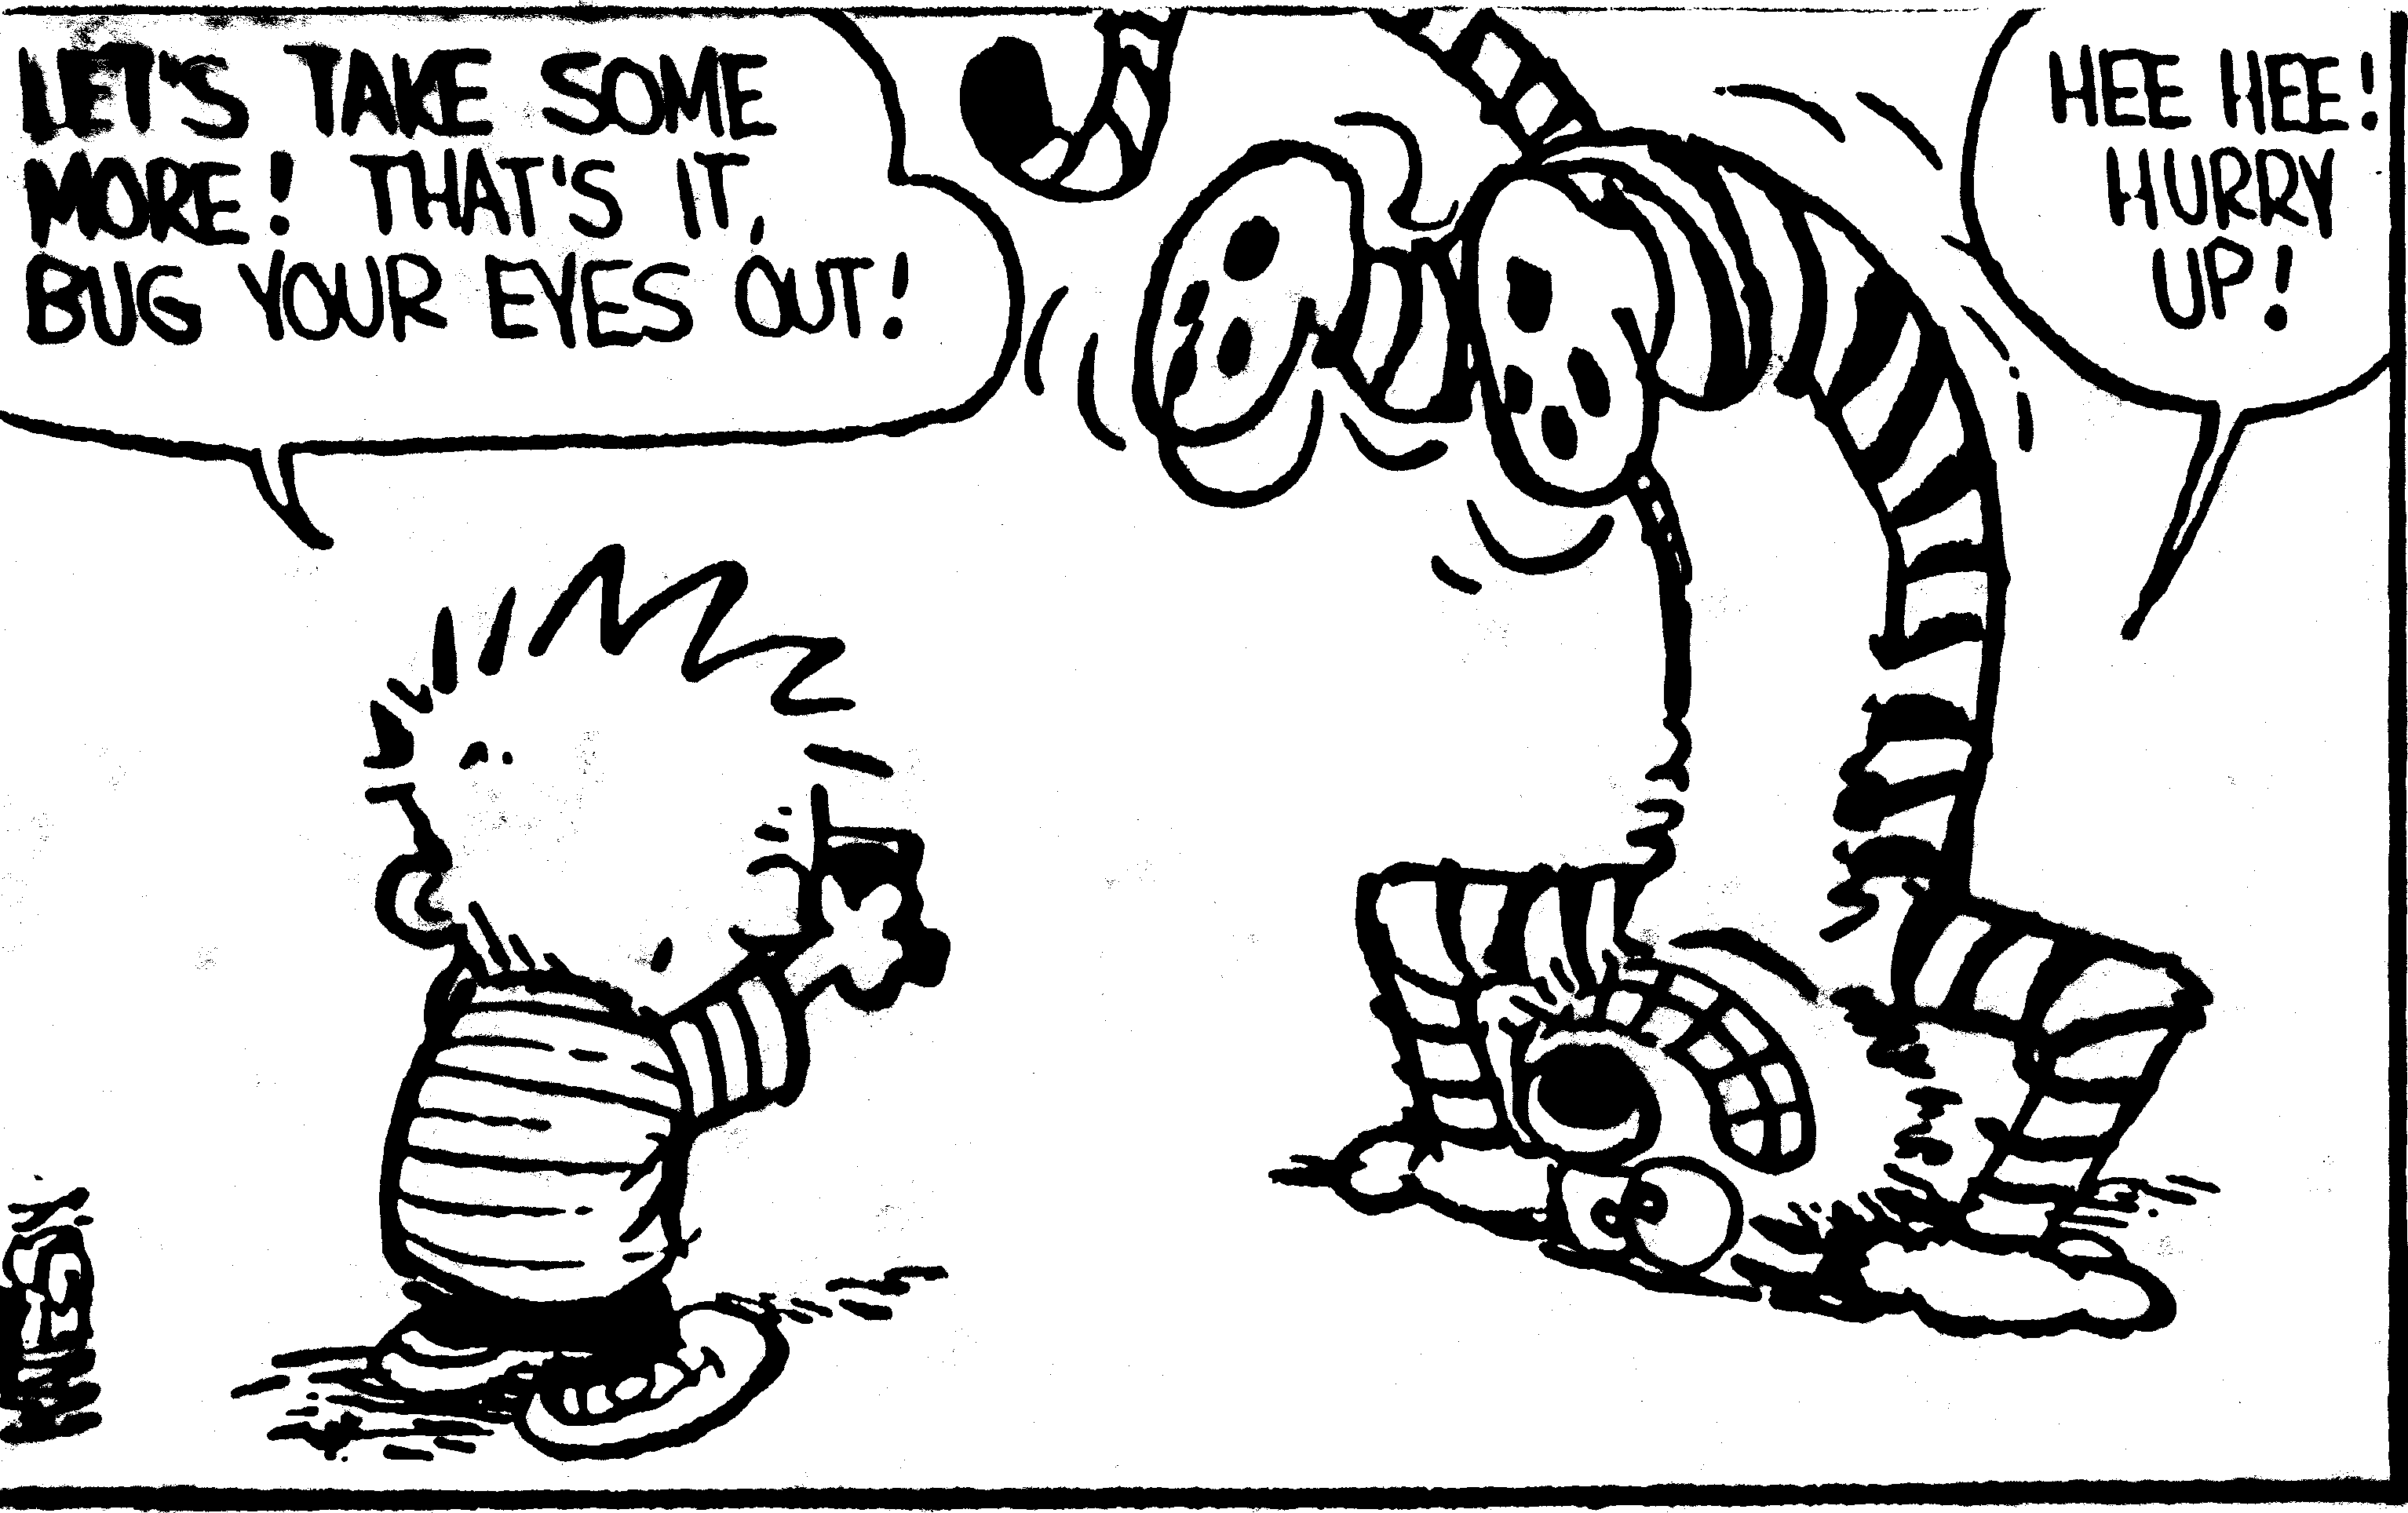 LET'S TAKE SOME
MORE! THAT'S IT,
BUG YOUR EYES OUT!
HEE HEE!
HURRY
UP!